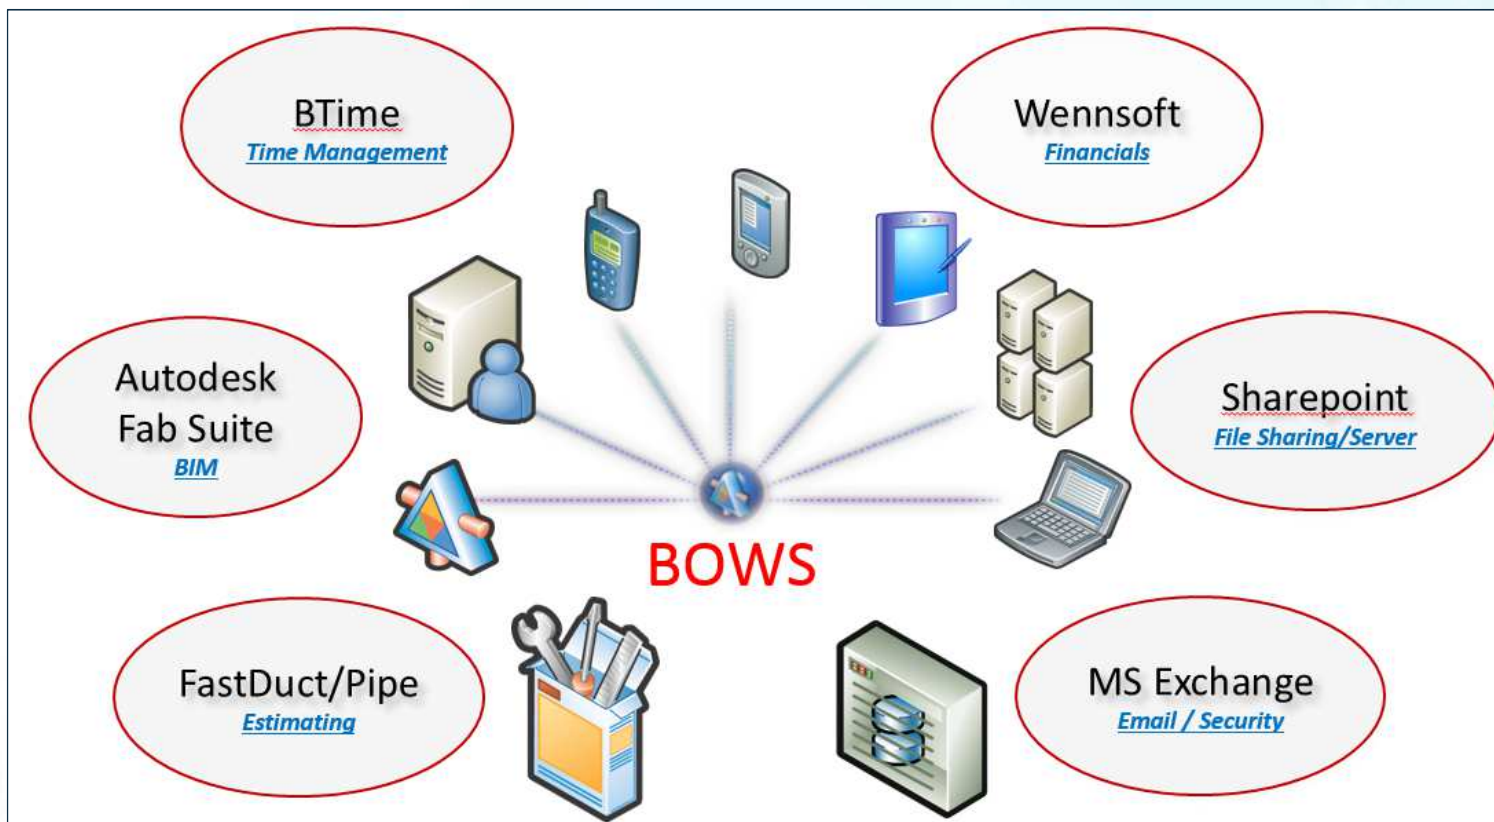 BTime
Time Management
Wennsoft
Financials
Autodesk
Fab Suite
BIM
Sharepoint
File Sharing/Server
BOWS
FastDuct/Pipe
Estimating
MS Exchange
Email / Security